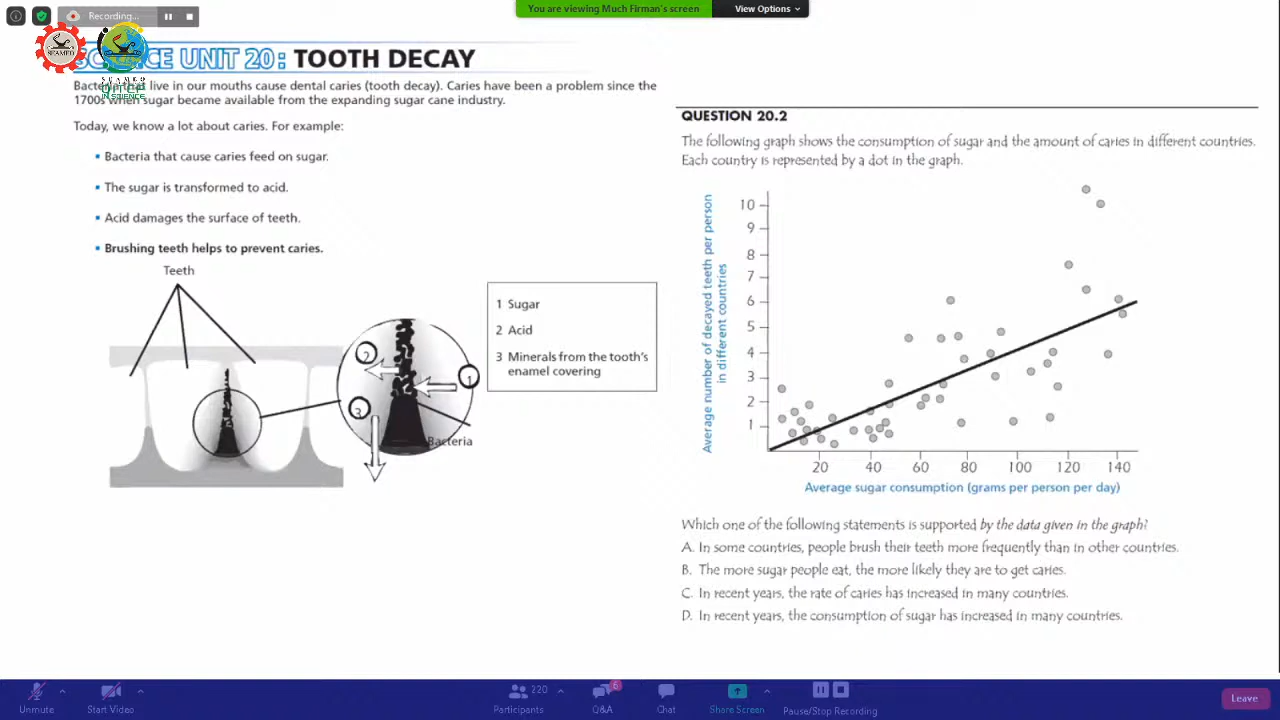 Recording...
You are viewing Much Firman's screen
View Options
SEAMEO
SEAMEO
QITEP
IN SCIENCE
UNIT 20: TOOTH DECAY
live in our mouths cause dental caries (tooth decay). Caries have been a problem since the
1700s when sugar became available from the expanding sugar cane industry.
Today, we know a lot about caries. For example:
• Bacteria that cause caries feed on sugar.
• The sugar is transformed to acid.
• Acid damages the surface of teeth.
• Brushing teeth helps to prevent caries.
Teeth
2
1
3
Bacteria
1 Sugar
2 Acid
3 Minerals from the tooth's
enamel covering
QUESTION 20.2
The following graph shows the consumption of sugar and the amount of caries in different countries.
Each country is represented by a dot in the graph.
Average number of decayed teeth per person
in different countries
10
9
8
7
6
5
4
3
2
1
20 40 60 80 100 120 140
Average sugar consumption (grams per person per day)
Which one of the following statements is supported by the data given in the graph?
A. In some countries, people brush their teeth more frequently than in other countries.
B. The more sugar people eat, the more likely they are to get caries.
C. In recent years, the rate of caries has increased in many countries.
D. In recent years, the consumption of sugar has increased in many countries.
Unmute
Start Video
220
Participants
6
Q&A
Chat
Share Screen
Pause/Stop Recording
Leave